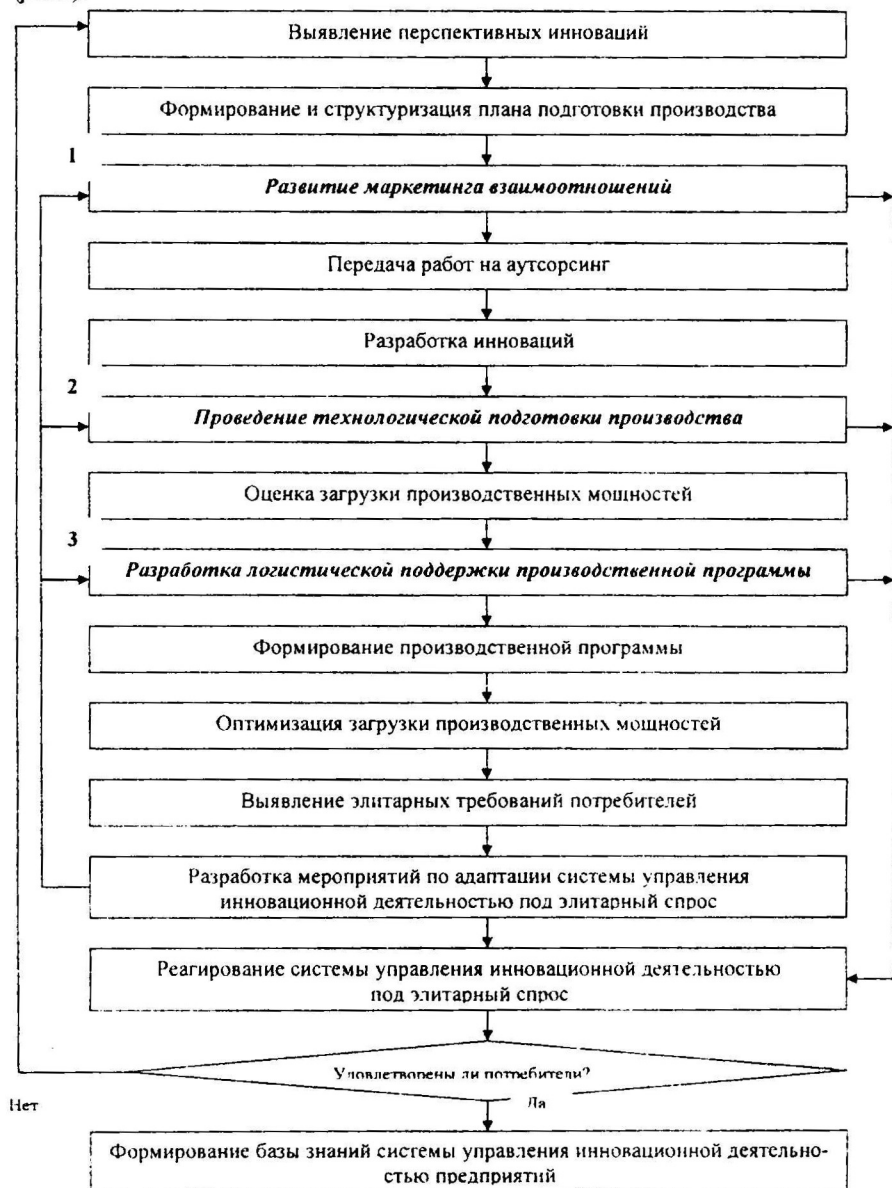 Выявление перспективных инноваций
Формирование и структуризация плана подготовки производства
1
Развитие маркетинга взаимоотношений
Передача работ на аутсорсинг
Разработка инноваций
2
Проведение технологической подготовки производства
Оценка загрузки производственных мощностей
3
Разработка логистической поддержки производственной программы
Формирование производственной программы
Оптимизация загрузки производственных мощностей
Выявление элитарных требований потребителей
Разработка мероприятий по адаптации системы управления
инновационной деятельностью под элитарный спрос
Реагирование системы управления инновационной деятельностью
под элитарный спрос
Удовлетворены ли потребители?
Нет
Да
Формирование базы знаний системы управления инновационной деятельно-
стью предприятий